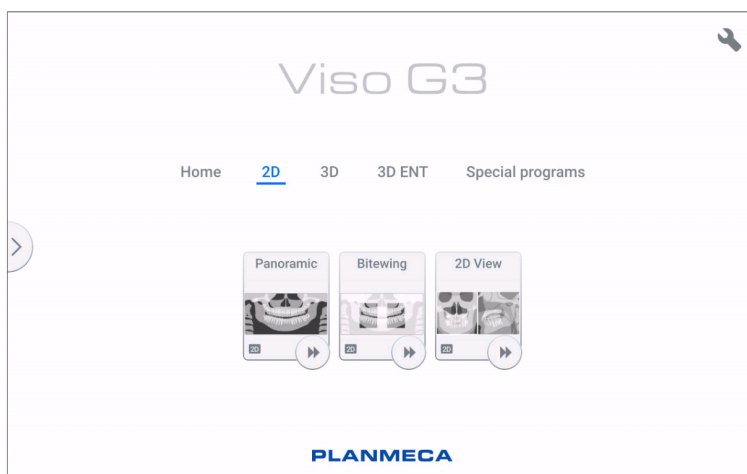 Viso G3
Home 2D 3D 3D ENT Special programs
Panoramic Bitewing 2D View
2D 2D 2D
PLANMECA